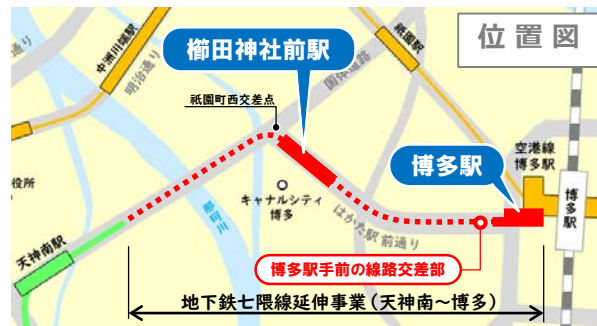 位置図
櫛田神社前駅
祇園駅
中洲川端駅
明治通り
国体道路
祇園町西交差点
空港線
博多駅
博多駅
博多駅
役所
キャナルシティ
博多
那珂川
はかた駅前通り
天神南駅
博多駅手前の線路交差部
地下鉄七隈線延伸事業(天神南〜博多)